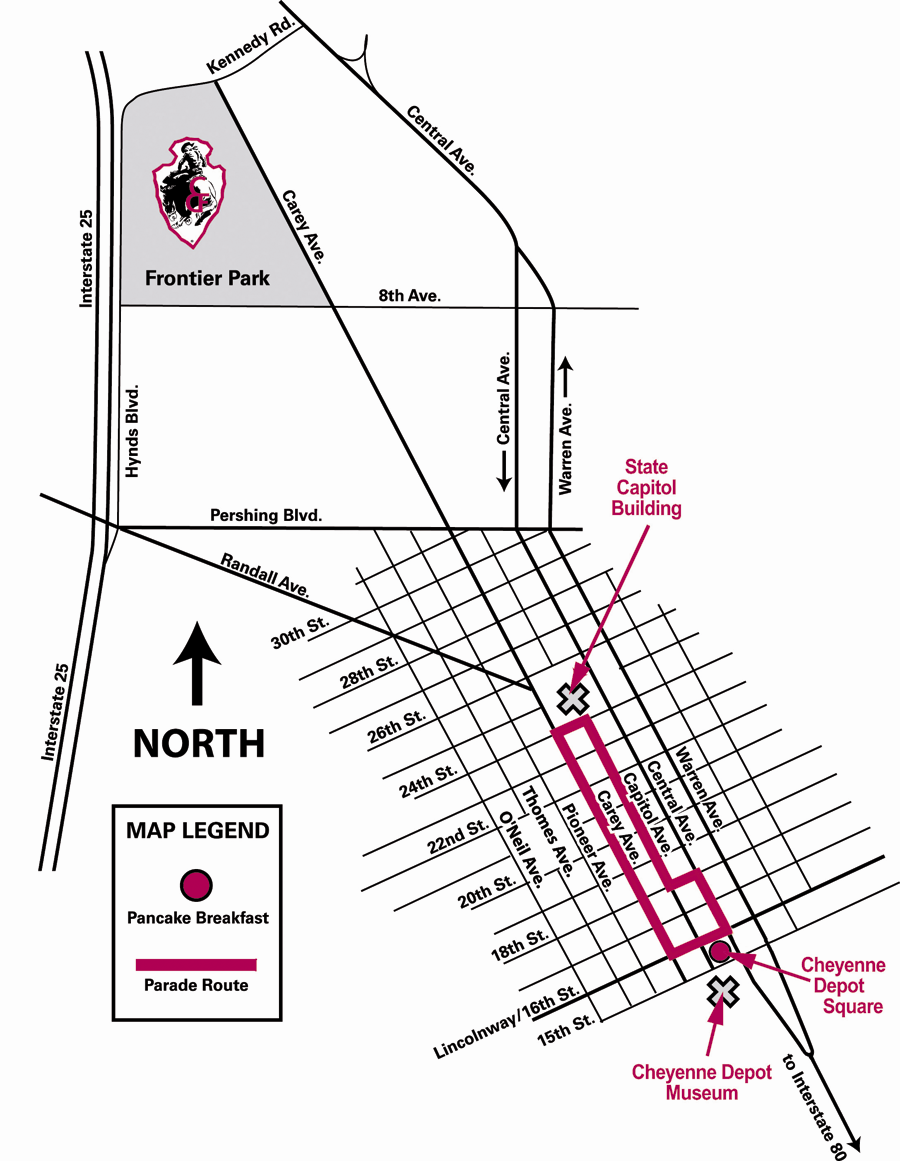 Kennedy Rd.
Central Ave.
Interstate 25
Carey Ave.
Frontier Park
8th Ave.
Hynds Blvd.
Central Ave.
Warren Ave.
State
Capitol
Building
Pershing Blvd.
Randall Ave.
30th St.
28th St.
26th St.
24th St.
22nd St.
20th St.
18th St.
Lincolnway/16th St.
15th St.
Interstate 25
NORTH
O'Neil Ave.
Thomes Ave.
Pioneer Ave.
Carey Ave.
Capitol Ave.
Central Ave.
Warren Ave.
MAP LEGEND
Pancake Breakfast
Parade Route
Cheyenne
Depot
Square
Cheyenne Depot
Museum
to Interstate 80